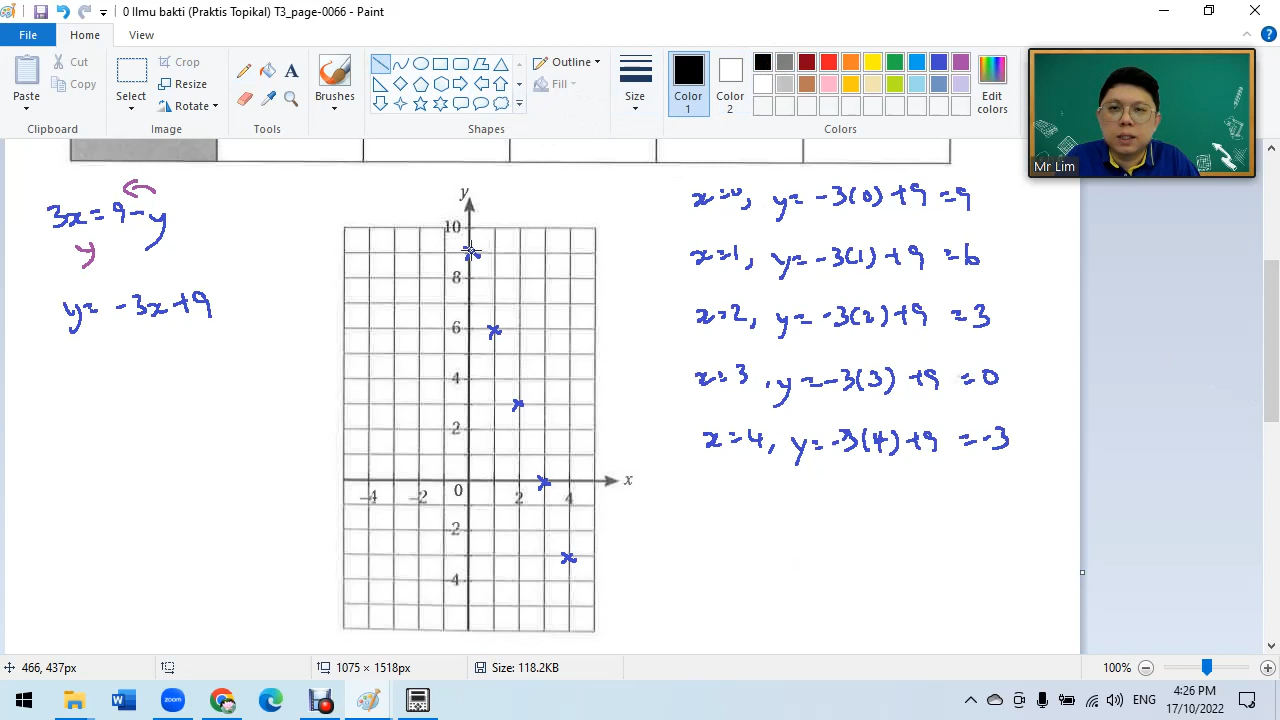 0 Ilmu bakti (Praktis Topikal) T3_page-0066 - Paint
File Home View
Paste
Cut
Copy
Clipboard
Select
Crop
Resize
Rotate
Image
A
Tools
Brushes
Outline
Fill
Shapes
Size
Color 1
Color 2
Edit colors
Colors
Mr Lim
3x = 9 - y
y
y = -3x + 9
y
10
8
6
4
2
0
-4 -2 2 4 x
-2
-4
x=0, y = -3(0) +9 =9
x=1, y= -3(1) +9 =6
x=2, y= -3(2) +9 =3
x=3 , y = -3(3) +9 =0
x=4, y= -3(4) +9 = -3
466, 437px
1075 × 1518px
Size: 118.2KB
100%
zoom
ENG
4:26 PM
17/10/2022